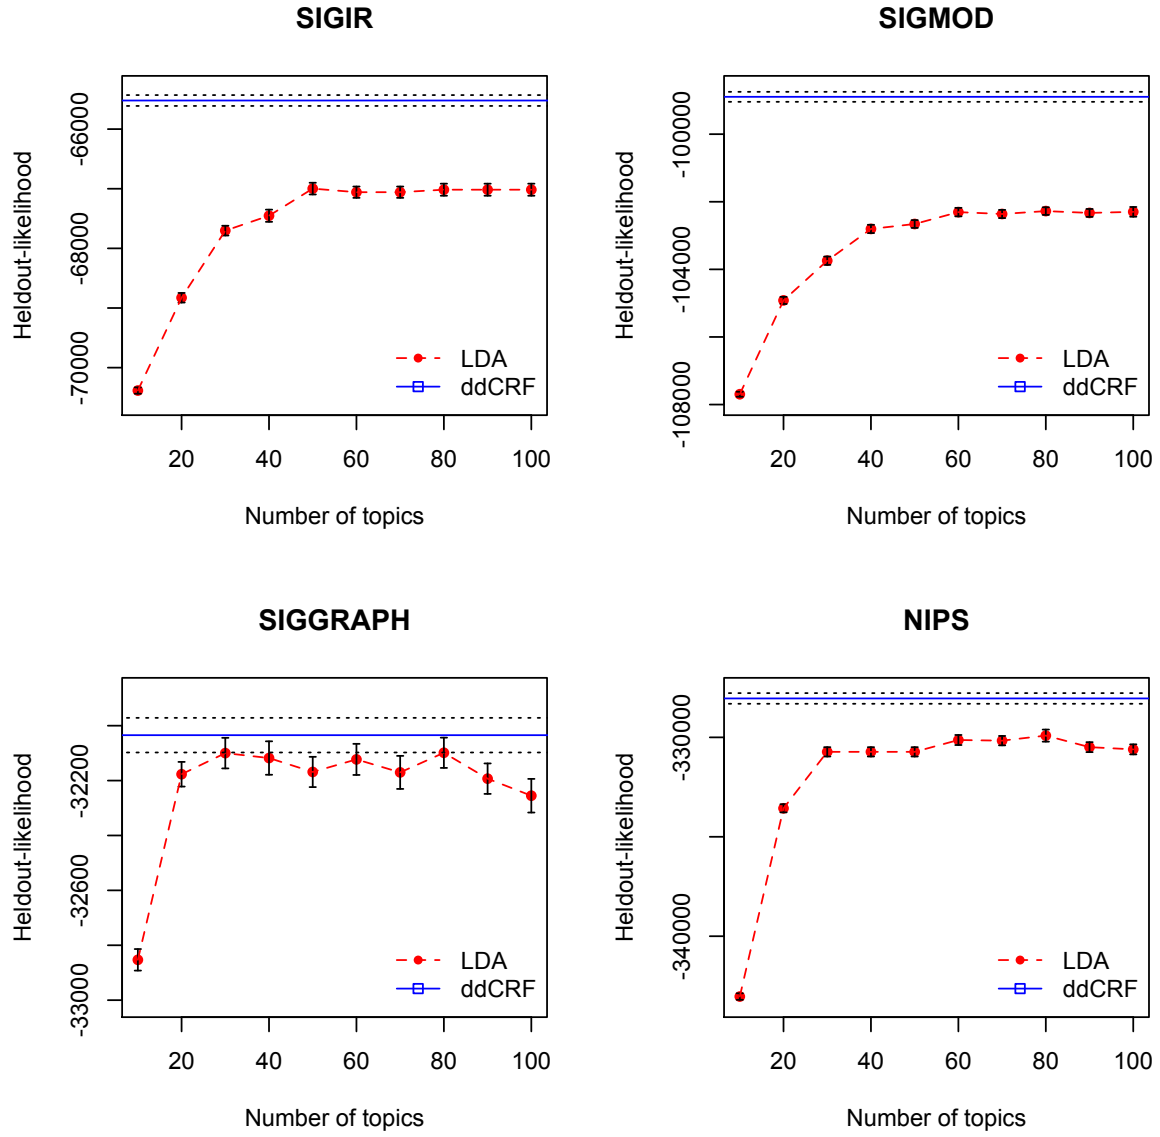 SIGIR
Heldout-likelihood
-66000
-68000
-70000
LDA
ddCRF
20 40 60 80 100
Number of topics
SIGMOD
Heldout-likelihood
-100000
-104000
-108000
LDA
ddCRF
20 40 60 80 100
Number of topics
SIGGRAPH
Heldout-likelihood
-32200
-32600
-33000
LDA
ddCRF
20 40 60 80 100
Number of topics
NIPS
Heldout-likelihood
-330000
-340000
LDA
ddCRF
20 40 60 80 100
Number of topics